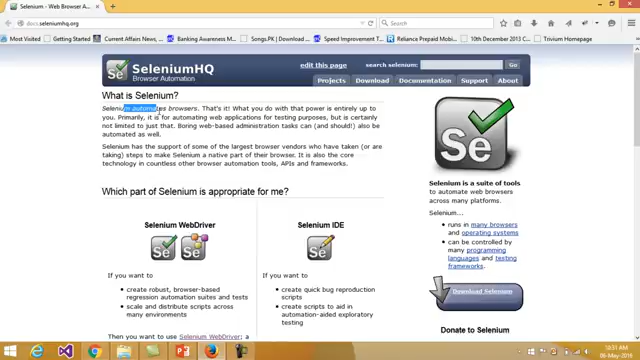 Selenium - Web Browser A...
docs.seleniumhq.org
Search
Most Visited Getting Started Banking Awareness M... Songs.PK | Download... Speed Improvement T... Reliance Prepaid Mobile... 10th December 2013 C... Trivium Homepage
SeleniumHQ
Browser Automation
edit this page
search selenium:
Go
Projects Download Documentation Support About
What is Selenium?
Selenium automates browsers. That's it! What you do with that power is entirely up to
you. Primarily, it is for automating web applications for testing purposes, but is certainly
not limited to just that. Boring web-based administration tasks can (and should!) also be
automated as well.
Selenium has the support of some of the largest browser vendors who have taken (or are
taking) steps to make Selenium a native part of their browser. It is also the core
technology in countless other browser automation tools, APIs and frameworks.
Which part of Selenium is appropriate for me?
Selenium WebDriver
Se
If you want to
create robust, browser-based
regression automation suites and tests
scale and distribute scripts across
many environments
Then you want to use Selenium WebDriver; a
Selenium IDE
Se
If you want to
create quick bug reproduction
scripts
create scripts to aid in
automation-aided exploratory
testing
Se
Selenium is a suite of tools
to automate web browsers
across many platforms.
Selenium...
runs in many browsers
and operating systems
can be controlled by
many programming
languages and testing
frameworks.
Download Selenium
Donate to Selenium
10:31 AM